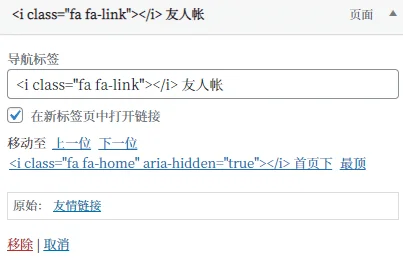 <i class="fa fa-link"></i> 友人帐 页面
导航标签
<i class="fa fa-link"></i> 友人帐
在新标签页中打开链接
移动至 上一位 下一位
<i class="fa fa-home" aria-hidden="true"></i> 首页下 最顶
原始： 友情链接
移除 | 取消